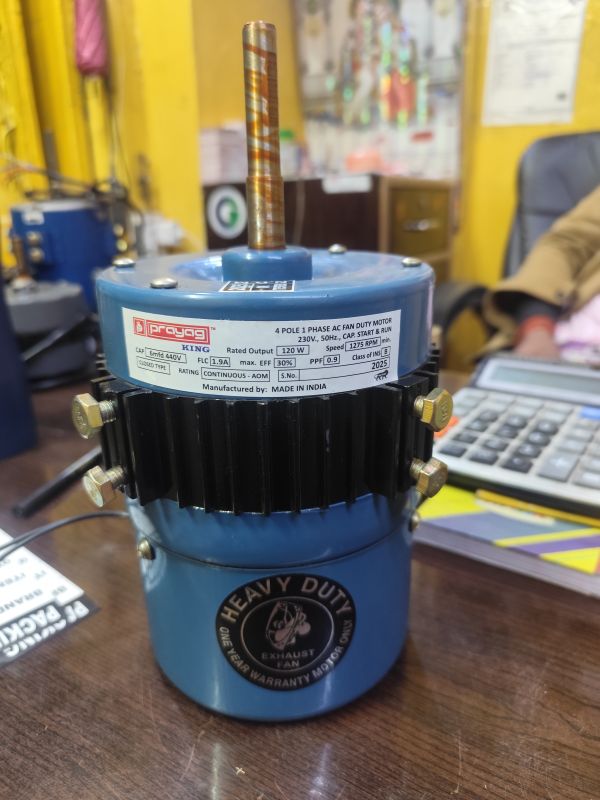 prayag™
KING
4 POLE 1 PHASE AC FAN DUTY MOTOR
230V., 50Hz., CAP. START & RUN
Rated Output 120 W Speed 1275 RPM min.
CAP 6mfd 440V FLC 1.9A max. EFF 30% PPF 0.9 Class of INS B
CLOSED TYPE RATING CONTINUOUS - AOM S.No. 2025
Manufactured by: MADE IN INDIA
HEAVY DUTY
EXHAUST
FAN
ONE YEAR WARRANTY MOTOR ONLY
BRAND
PACKI